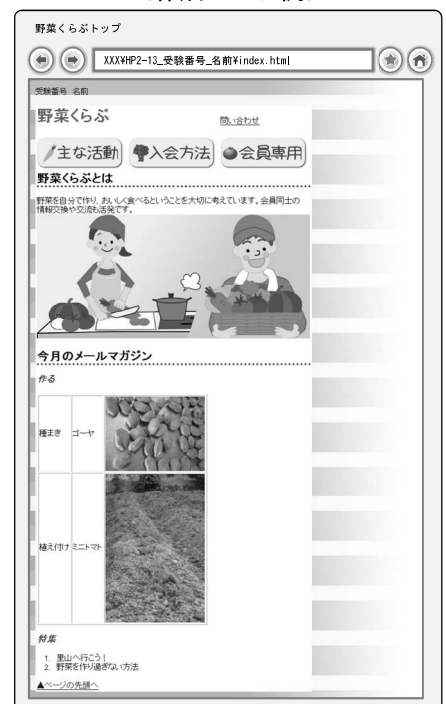 野菜くらぶトップ
XXX¥HP2-13_受験番号_名前¥index.html
受験番号 名前
野菜くらぶ
問い合わせ
主な活動
入会方法
会員専用
野菜くらぶとは
野菜を自分で作り、おいしく食べるということを大切に考えています。会員同士の
情報交換や交流も活発です。
今月のメールマガジン
作る
種まき ゴーヤ
植え付け ミニトマト
特集
1. 里山へ行こう!
2. 野菜を作り過ぎない方法
▲ページの先頭へ